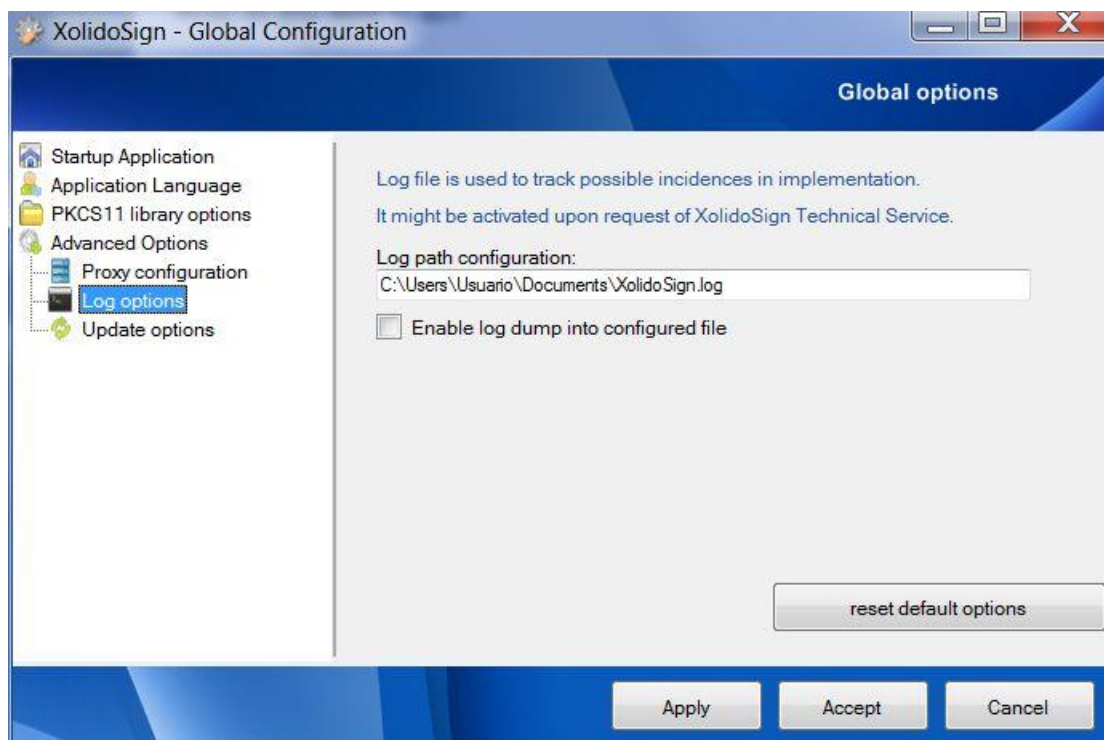 XolidoSign - Global Configuration
Global options
Startup Application
Application Language
PKCS11 library options
Advanced Options
Proxy configuration
Log options
Update options
Log file is used to track possible incidences in implementation.
It might be activated upon request of XolidoSign Technical Service.
Log path configuration:
C:\Users\Usuario\Documents\XolidoSign.log
Enable log dump into configured file
reset default options
Apply
Accept
Cancel